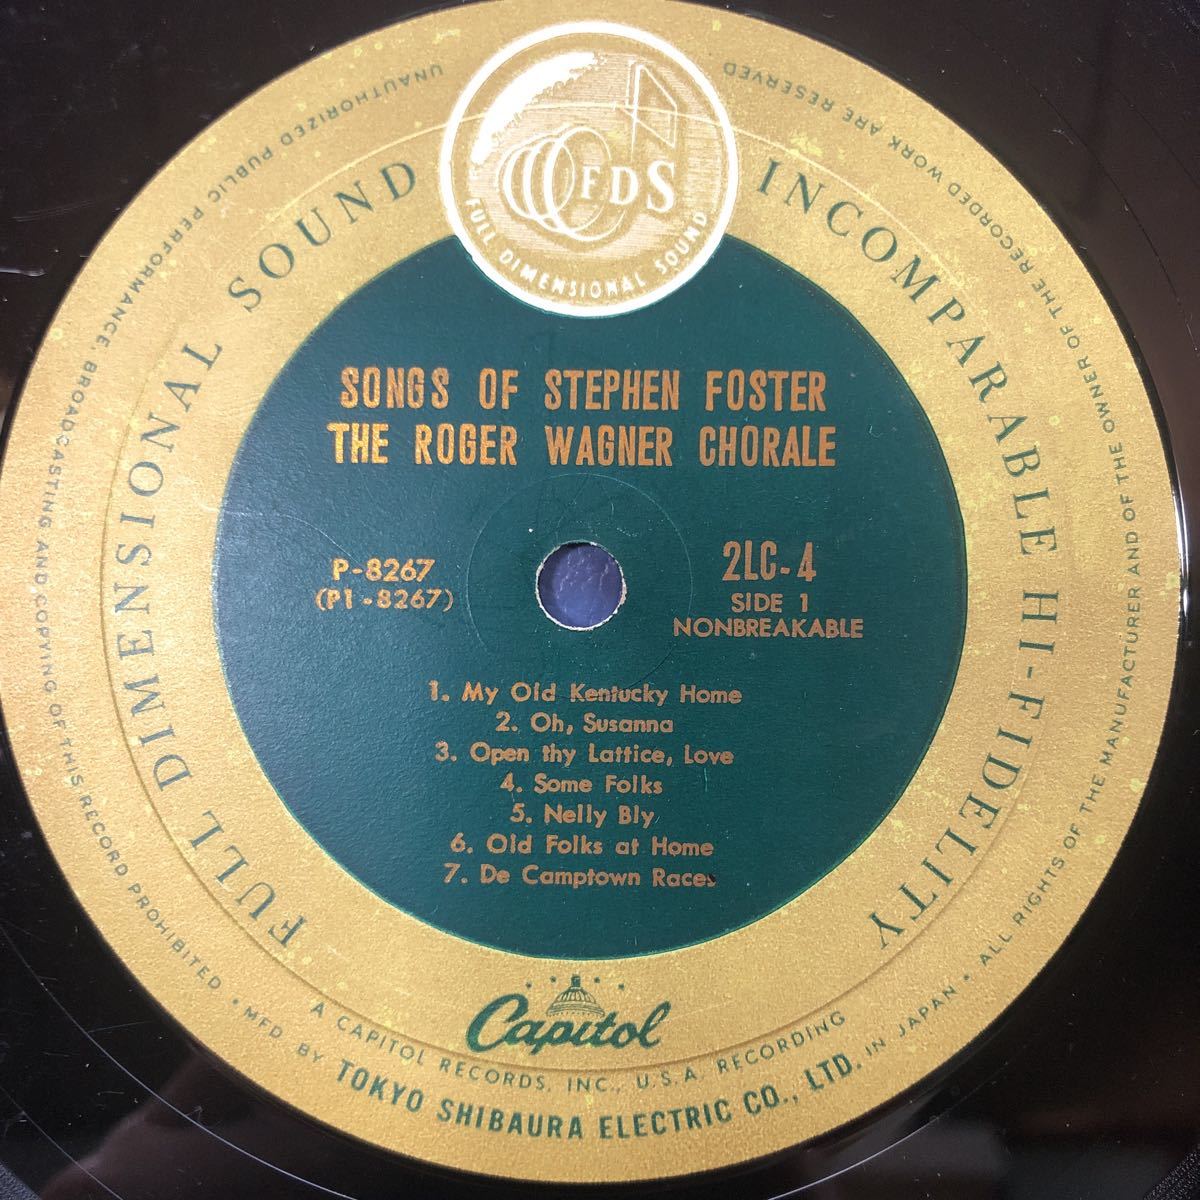 FDS
FULL DIMENSIONAL SOUND
FULL DIMENSIONAL SOUND
INCOMPARABLE HI-FIDELITY
SONGS OF STEPHEN FOSTER
THE ROGER WAGNER CHORALE
P-8267
(P1-8267)
2LC-4
SIDE 1
NONBREAKABLE
1. My Old Kentucky Home
2. Oh, Susanna
3. Open thy Lattice, Love
4. Some Folks
5. Nelly Bly
6. Old Folks at Home
7. De Camptown Races
Capitol
A CAPITOL RECORDS, INC., U.S.A. RECORDING
MFD. BY TOKYO SHIBAURA ELECTRIC CO., LTD. IN JAPAN • ALL RIGHTS OF THE MANUFACTURER AND OF THE OWNER OF THE RECORDED WORK ARE RESERVED
UNAUTHORIZED PUBLIC PERFORMANCE, BROADCASTING AND COPYING OF THIS RECORD PROHIBITED •